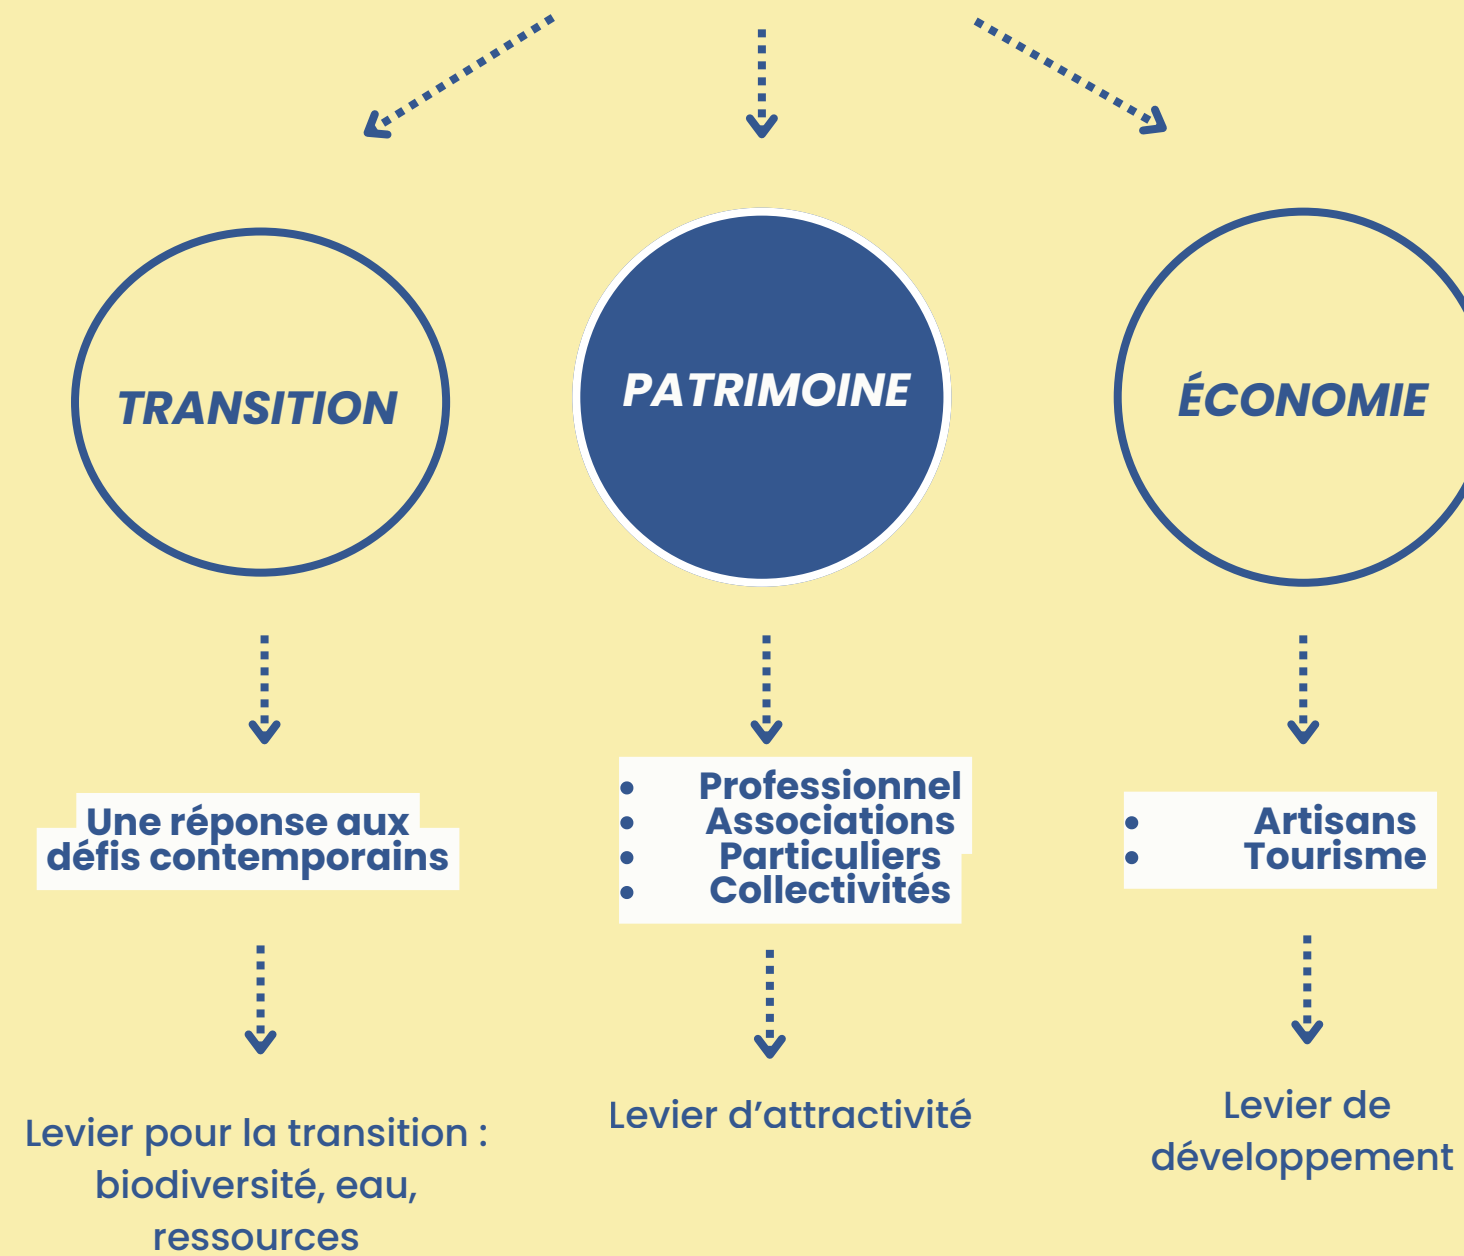 TRANSITION
PATRIMOINE
ÉCONOMIE
Une réponse aux
défis contemporains
• Professionnel
• Associations
• Particuliers
• Collectivités
• Artisans
• Tourisme
Levier pour la transition :
biodiversité, eau,
ressources
Levier d’attractivité
Levier de
développement